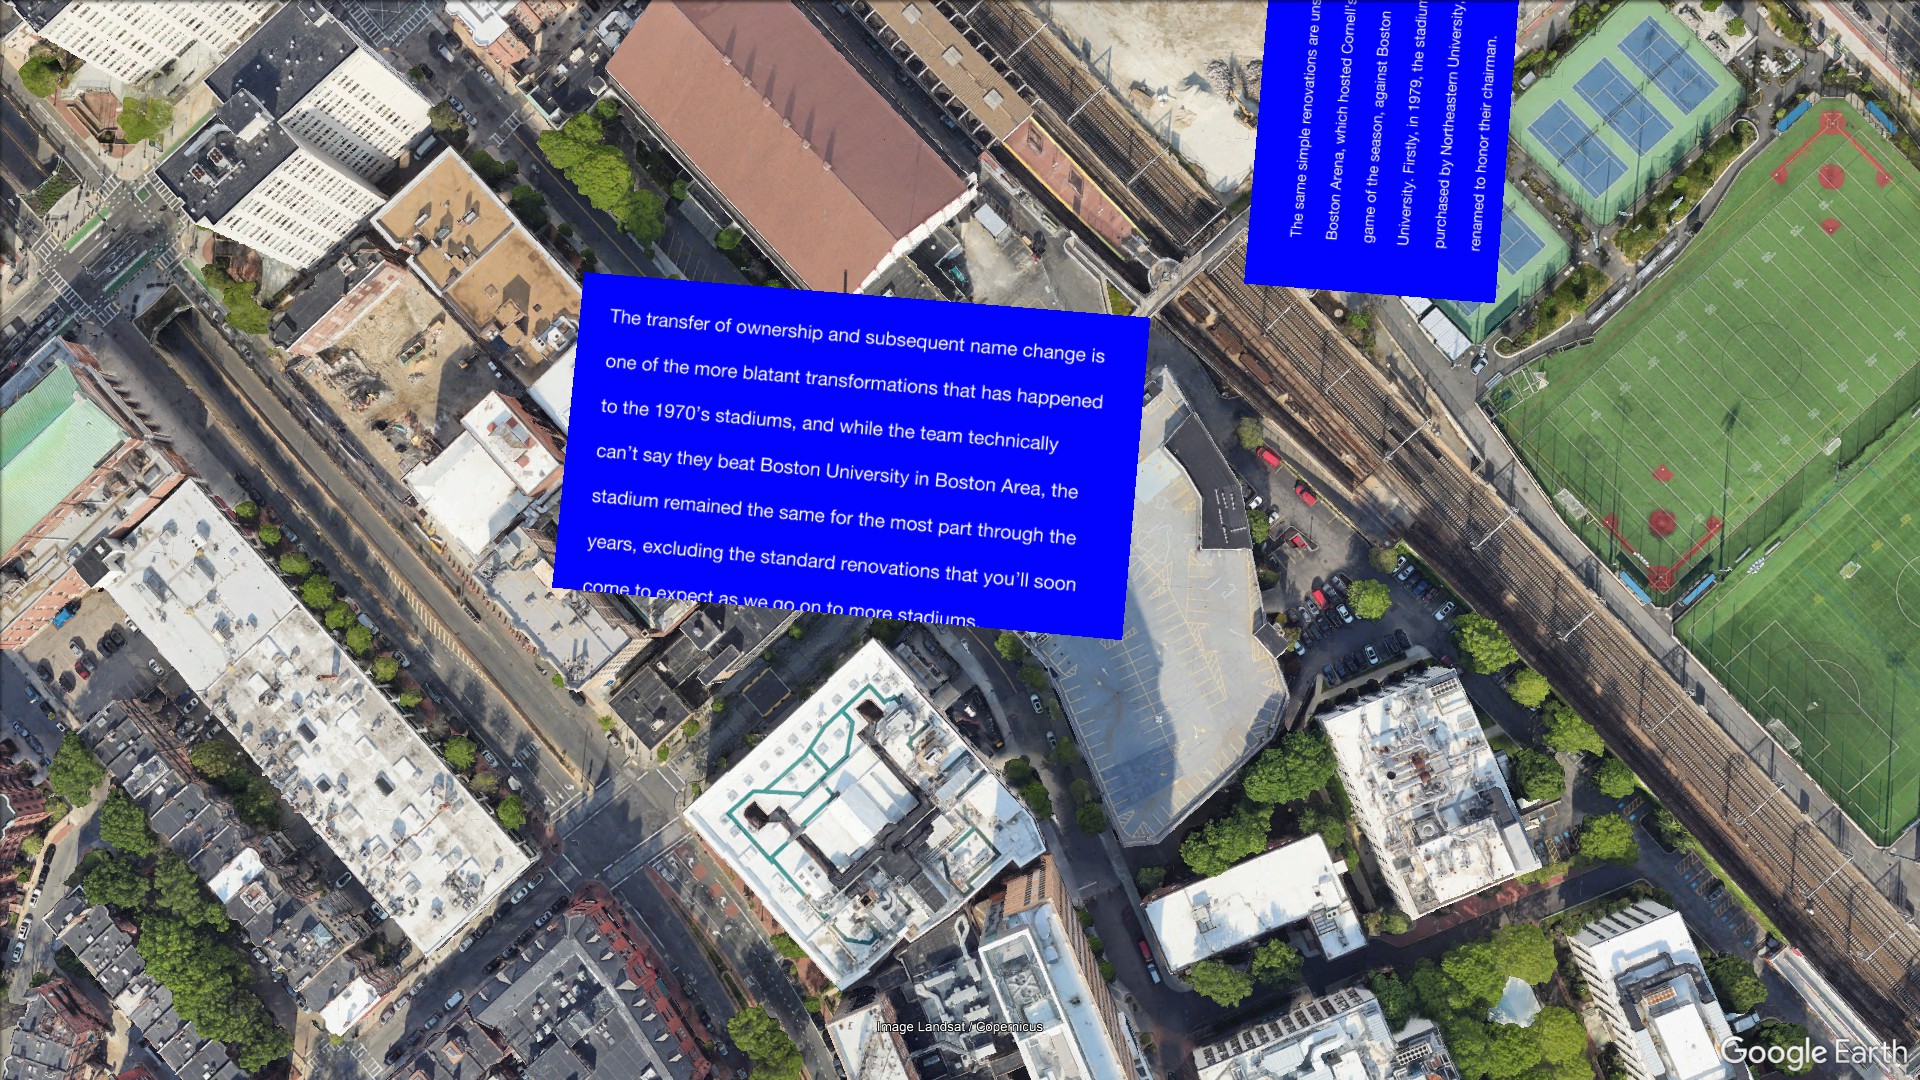 The transfer of ownership and subsequent name change is
one of the more blatant transformations that has happened
to the 1970's stadiums, and while the team technically
can't say they beat Boston University in Boston Area, the
stadium remained the same for the most part through the
years, excluding the standard renovations that you'll soon
come to expect as we go on to more stadiums.
The same simple renovations are
Boston Arena, which hosted Cornell's
game of the season, against Boston
University. Firstly, in 1979, the stadium
purchased by Northeastern University,
renamed to honor their chairman.
Image Landsat / Copernicus
Google Earth